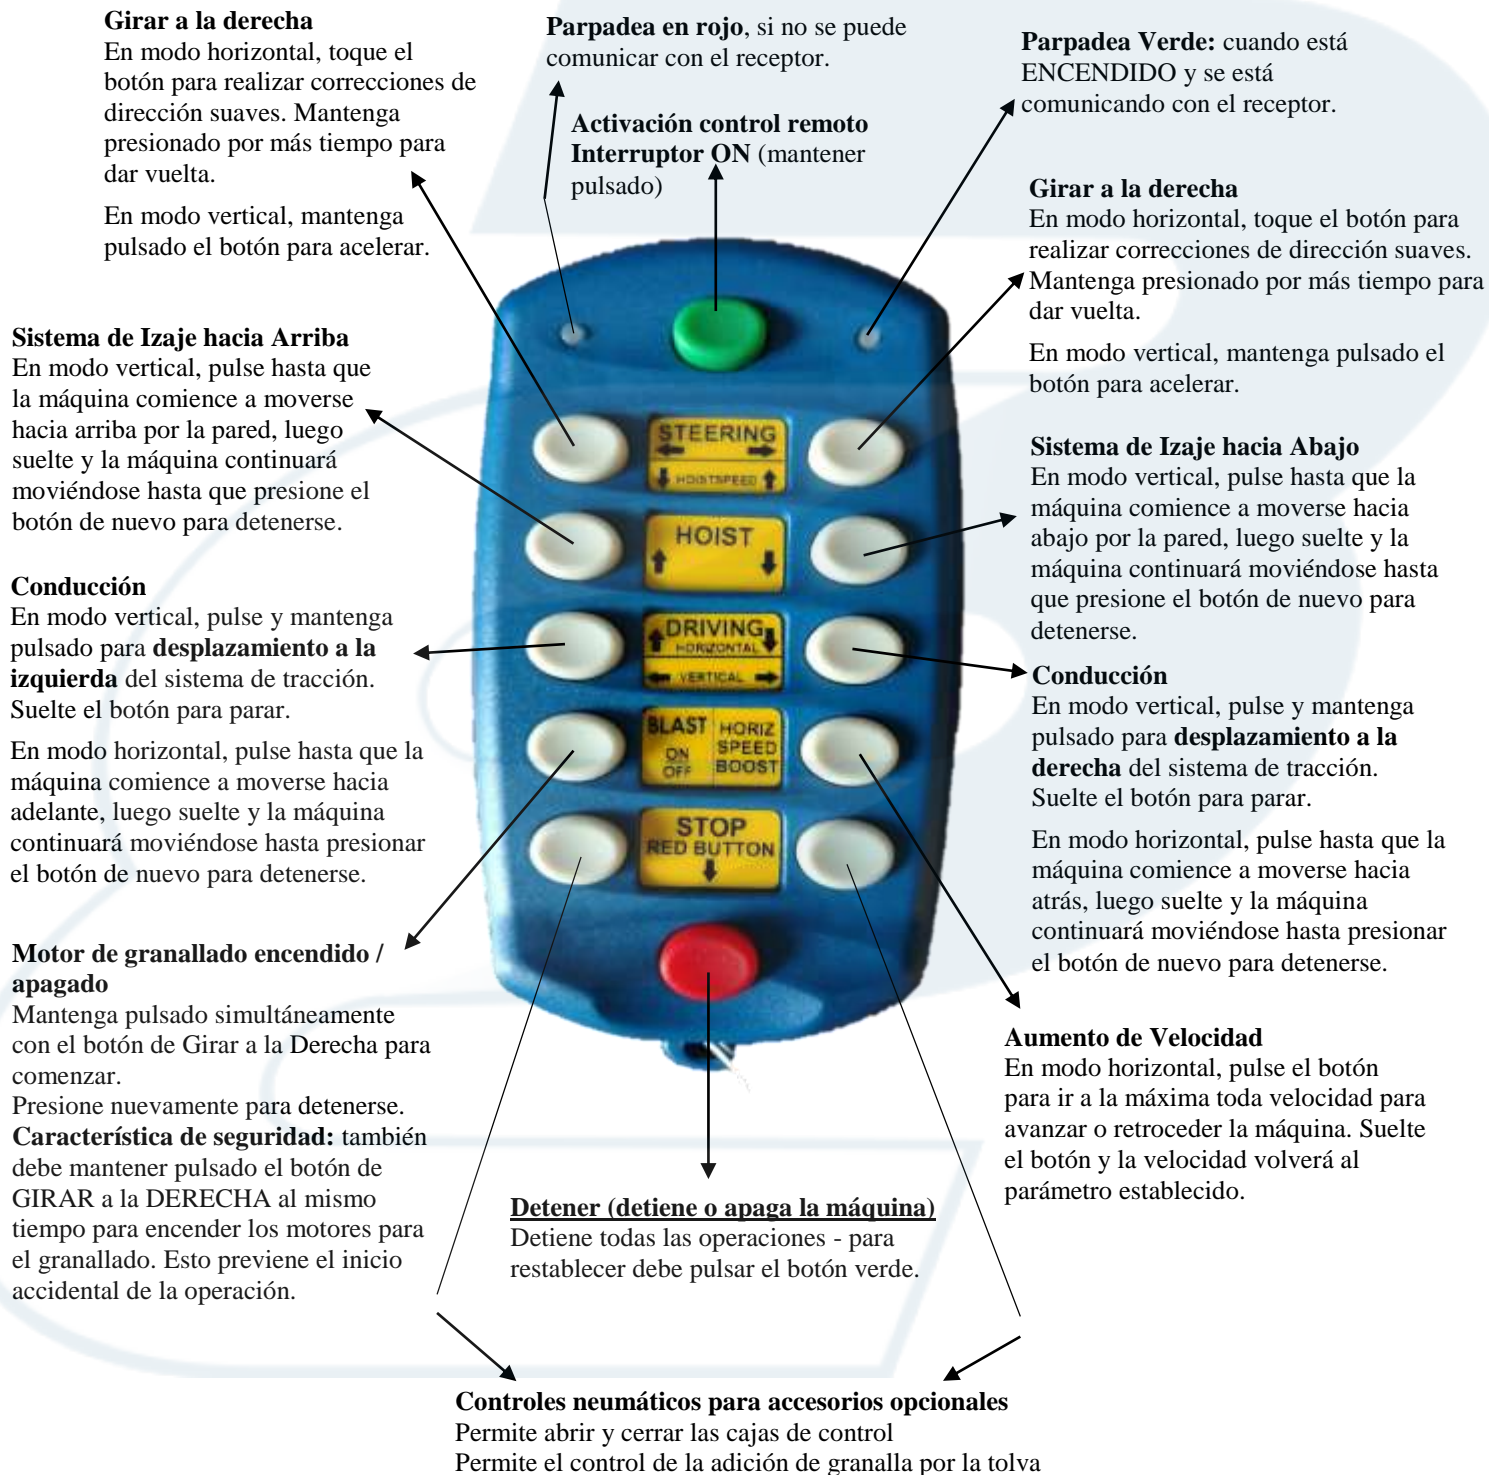 Girar a la derecha
En modo horizontal, toque el
botón para realizar correcciones de
dirección suaves. Mantenga
presionado por más tiempo para
dar vuelta.
En modo vertical, mantenga
pulsado el botón para acelerar.
Parpadea en rojo, si no se puede
comunicar con el receptor.
Activación control remoto
Interruptor ON (mantener
pulsado)
Parpadea Verde: cuando está
ENCENDIDO y se está
comunicando con el receptor.
Girar a la derecha
En modo horizontal, toque el botón para
realizar correcciones de dirección suaves.
Mantenga presionado por más tiempo para
dar vuelta.
En modo vertical, mantenga pulsado el
botón para acelerar.
Sistema de Izaje hacia Arriba
En modo vertical, pulse hasta que
la máquina comience a moverse
hacia arriba por la pared, luego
suelte y la máquina continuará
moviéndose hasta que presione el
botón de nuevo para detenerse.
Conducción
En modo vertical, pulse y mantenga
pulsado para desplazamiento a la
izquierda del sistema de tracción.
Suelte el botón para parar.
En modo horizontal, pulse hasta que la
máquina comience a moverse hacia
adelante, luego suelte y la máquina
continuará moviéndose hasta presionar
el botón de nuevo para detenerse.
Motor de granallado encendido /
apagado
Mantenga pulsado simultáneamente
con el botón de Girar a la Derecha para
comenzar.
Presione nuevamente para detenerse.
Característica de seguridad: también
debe mantener pulsado el botón de
GIRAR a la DERECHA al mismo
tiempo para encender los motores para
el granallado. Esto previene el inicio
accidental de la operación.
STEERING
HOISTSPEED
HOIST
DRIVING
HORIZONTAL
VERTICAL
BLAST
ON
OFF
HORIZ
SPEED
BOOST
STOP
RED BUTTON
Sistema de Izaje hacia Abajo
En modo vertical, pulse hasta que la
máquina comience a moverse hacia
abajo por la pared, luego suelte y la
máquina continuará moviéndose hasta
que presione el botón de nuevo para
detenerse.
Conducción
En modo vertical, pulse y mantenga
pulsado para desplazamiento a la
derecha del sistema de tracción.
Suelte el botón para parar.
En modo horizontal, pulse hasta que la
máquina comience a moverse hacia
atrás, luego suelte y la máquina
continuará moviéndose hasta presionar
el botón de nuevo para detenerse.
Aumento de Velocidad
En modo horizontal, pulse el botón
para ir a la máxima toda velocidad para
avanzar o retroceder la máquina. Suelte
el botón y la velocidad volverá al
parámetro establecido.
Detener (detiene o apaga la máquina)
Detiene todas las operaciones - para
restablecer debe pulsar el botón verde.
Controles neumáticos para accesorios opcionales
Permite abrir y cerrar las cajas de control
Permite el control de la adición de granalla por la tolva